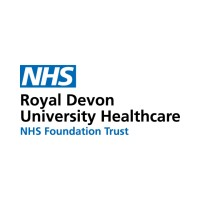 NHS
Royal Devon
University Healthcare
NHS Foundation Trust